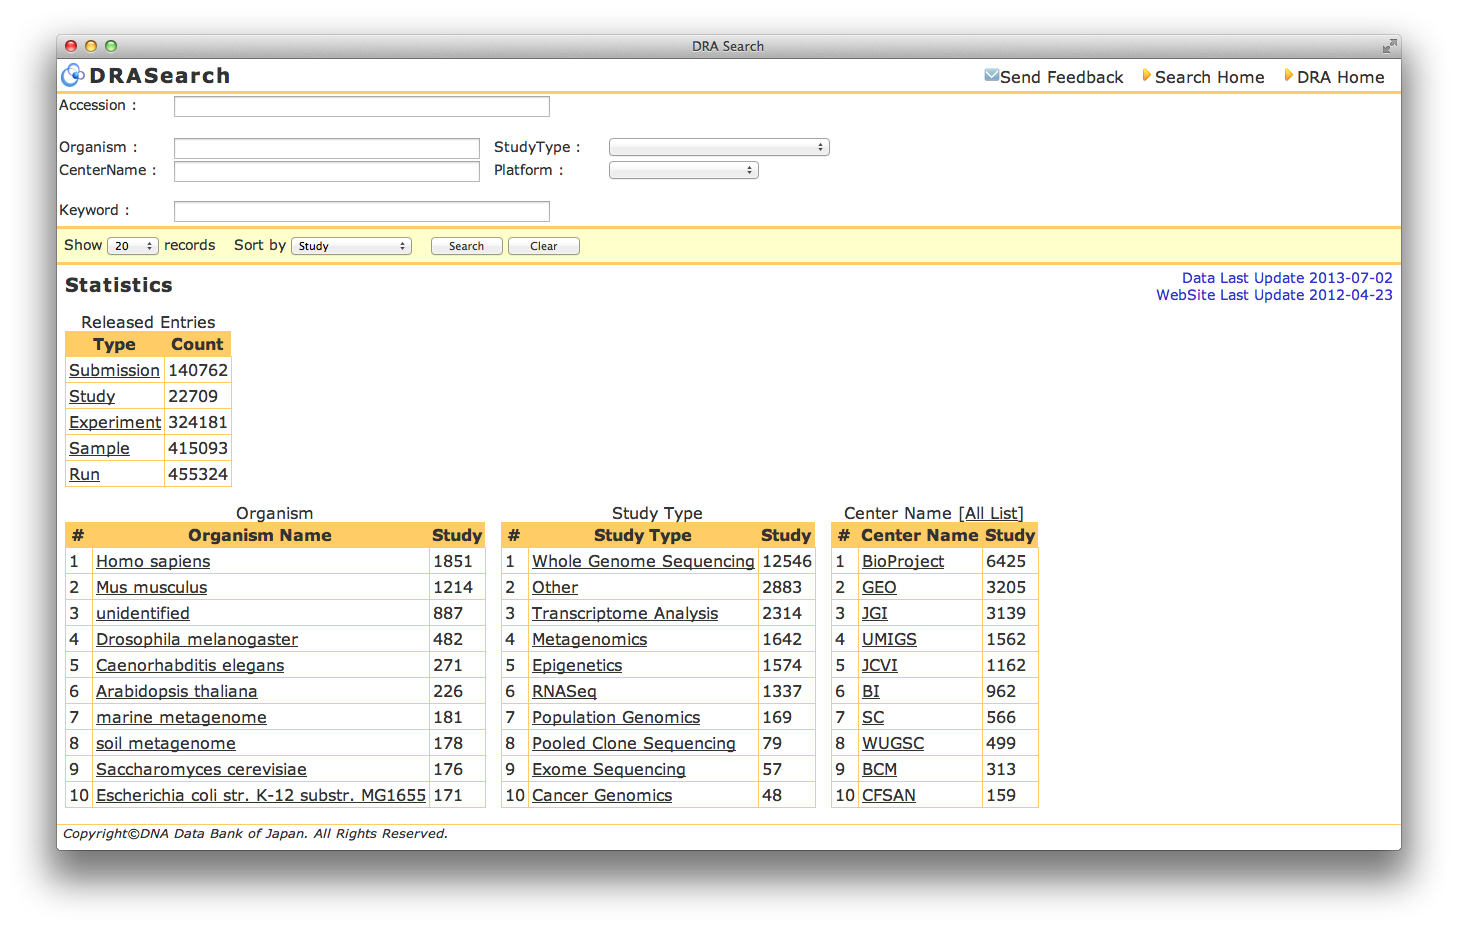 DRA Search
DRASearch
Send Feedback Search Home DRA Home
Accession :
Organism : StudyType :
CenterName : Platform :
Keyword :
Show 20 records Sort by Study Search Clear
Statistics
Data Last Update 2013-07-02
WebSite Last Update 2012-04-23
Released Entries
Type Count
Submission 140762
Study 22709
Experiment 324181
Sample 415093
Run 455324
Organism
# Organism Name Study
1 Homo sapiens 1851
2 Mus musculus 1214
3 unidentified 887
4 Drosophila melanogaster 482
5 Caenorhabditis elegans 271
6 Arabidopsis thaliana 226
7 marine metagenome 181
8 soil metagenome 178
9 Saccharomyces cerevisiae 176
10 Escherichia coli str. K-12 substr. MG1655 171
Study Type
# Study Type Study
1 Whole Genome Sequencing 12546
2 Other 2883
3 Transcriptome Analysis 2314
4 Metagenomics 1642
5 Epigenetics 1574
6 RNASeq 1337
7 Population Genomics 169
8 Pooled Clone Sequencing 79
9 Exome Sequencing 57
10 Cancer Genomics 48
Center Name [All List]
# Center Name Study
1 BioProject 6425
2 GEO 3205
3 JGI 3139
4 UMIGS 1562
5 JCVI 1162
6 BI 962
7 SC 566
8 WUGSC 499
9 BCM 313
10 CFSAN 159
Copyright©DNA Data Bank of Japan. All Rights Reserved.